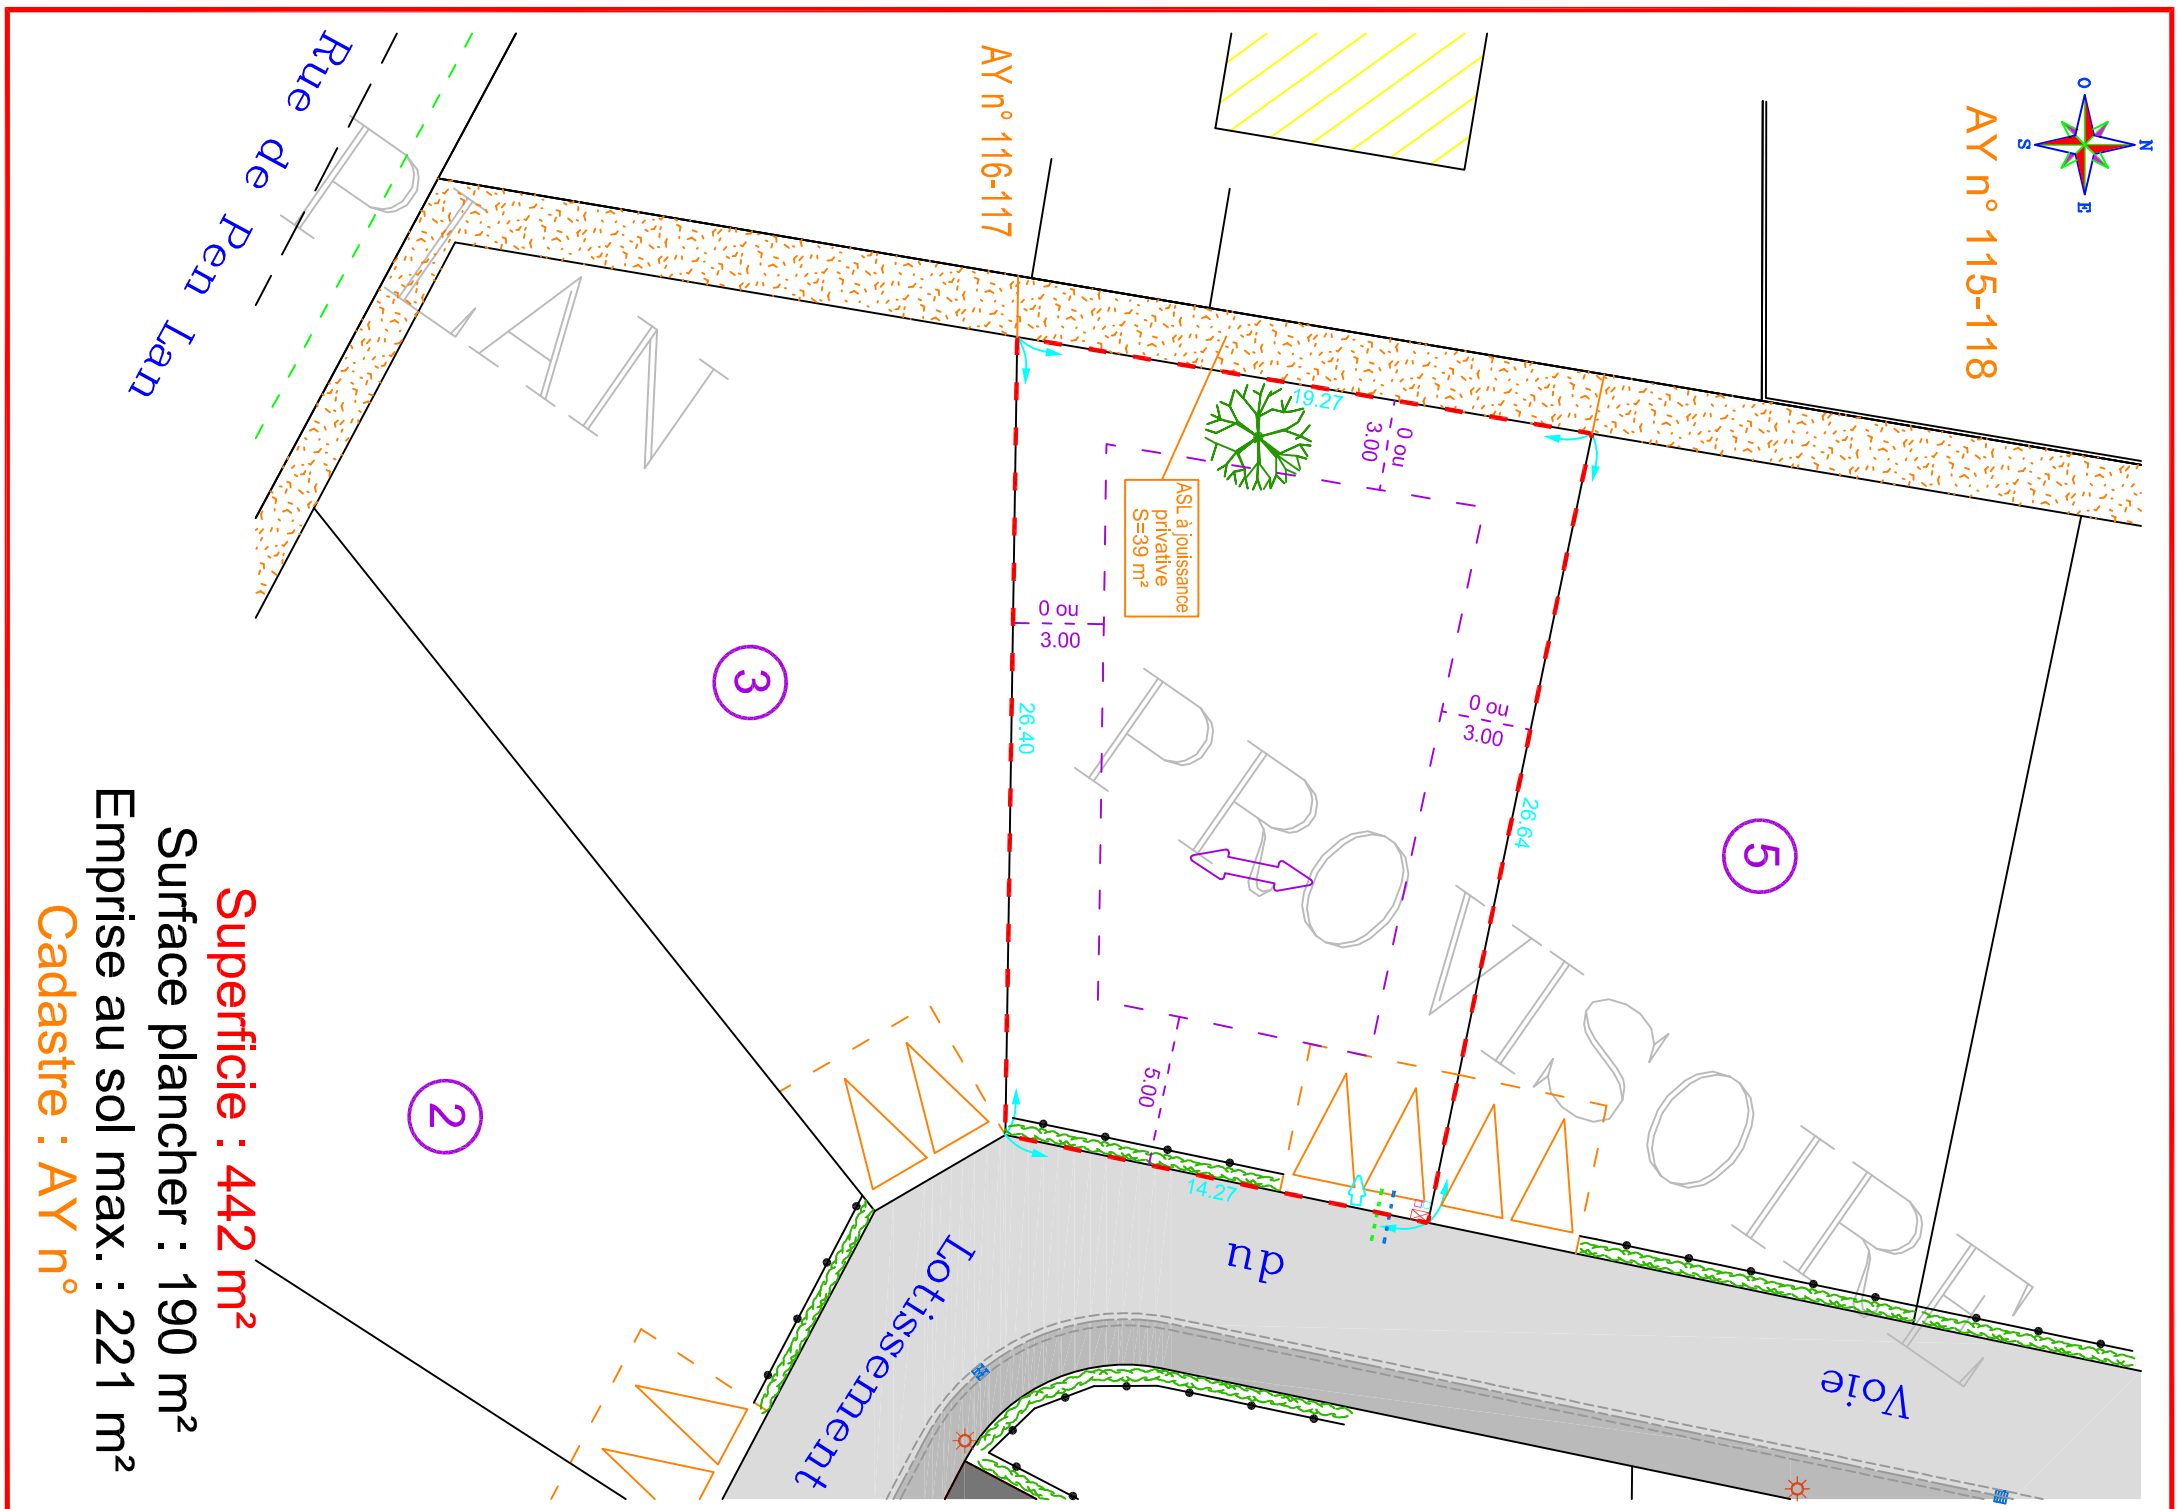 O
N
S
E
AY n° 115-118
AY n° 116-117
Rue de Pen Lan
PLAN
PROVISOIRE
19.27
0 ou
3.00
ASL à jouissance
privative
S=39 m²
0 ou
3.00
26.40
0 ou
3.00
26.64
3
5
2
5.00
14.27
Voie
du
Lotissement
Superficie : 442 m²
Surface plancher : 190 m²
Emprise au sol max. : 221 m²
Cadastre : AY n°